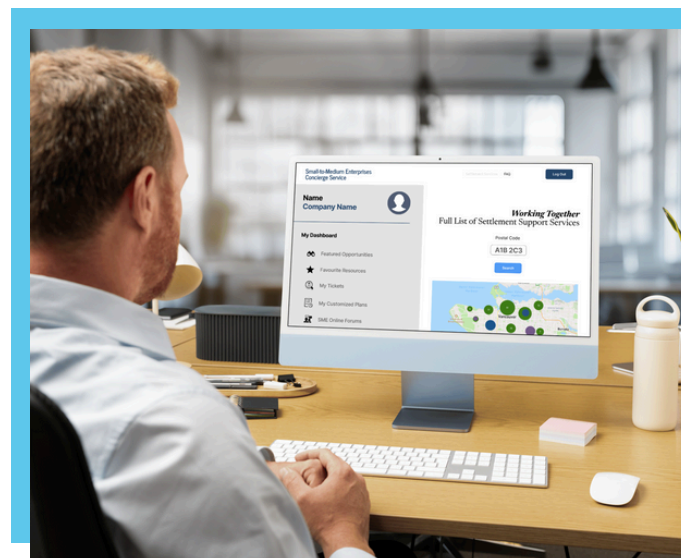 Small-to-Medium Enterprises
Concierge Service
Help
Log Out
Name
Company Name
My Dashboard
Featured Opportunities
Favourite Resources
My Tickets
My Customized Plans
SME Online Forums
Working Together
Full List of Settlement Support Services
Postal Code
A1B 2C3
Search
Vancouver